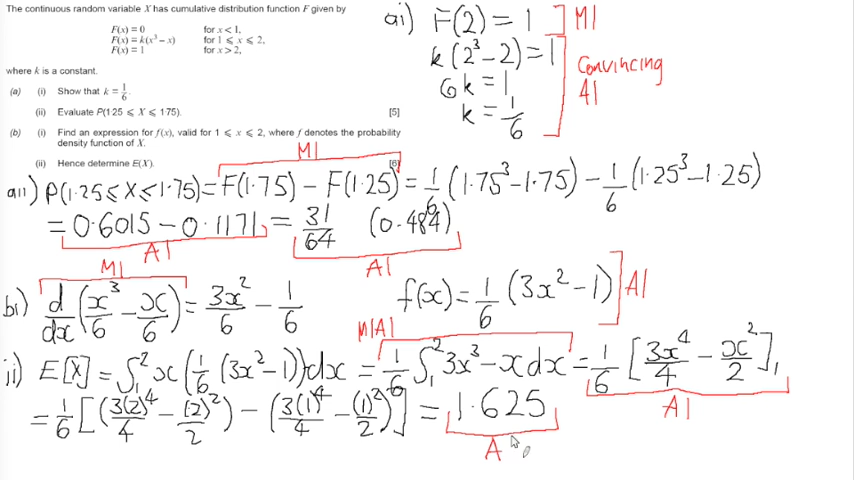 The continuous random variable X has cumulative distribution function F given by
F(x) = 0 for x < 1,
F(x) = k(x³ − x) for 1 ⩽ x ⩽ 2,
F(x) = 1 for x > 2,
where k is a constant.
(a) (i) Show that k = 1/6.
(ii) Evaluate P(1·25 ⩽ X ⩽ 1·75). [5]
(b) (i) Find an expression for f(x), valid for 1 ⩽ x ⩽ 2, where f denotes the probability
density function of X.
(ii) Hence determine E(X). [6]
ai) F(2) = 1 M1
k(2³ − 2) = 1
6k = 1
k = 1/6
Convincing
A1
M1
aii) P(1·25 ≤ X ≤ 1·75) = F(1·75) − F(1·25) = 1/6 (1·75³ − 1·75) − 1/6 (1·25³ − 1·25)
= 0·6015 − 0·1171 = 31/64 (0·484)
A1 A1
M1
bi) d/dx (x³/6 − x/6) = 3x²/6 − 1/6 f(x) = 1/6 (3x² − 1) A1
M1A1
ii) E[X] = ∫₁² x(1/6 (3x² − 1)) dx = 1/6 ∫₁² 3x³ − x dx = 1/6 [3x⁴/4 − x²/2]₁
A1
= 1/6 [(3(2)⁴/4 − (2)²/2) − (3(1)⁴/4 − (1)²/2)] = 1·625
A